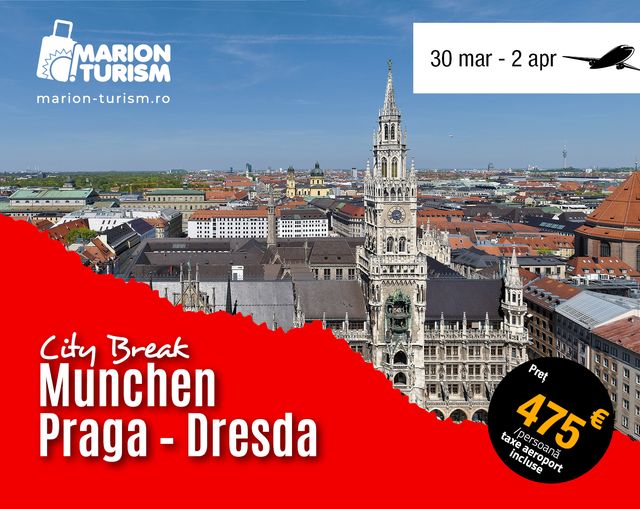 MARION
TURISM
marion-turism.ro
30 mar - 2 apr
City Break
Munchen
Praga - Dresda
Preț
475 €
/persoană
taxe aeroport
incluse